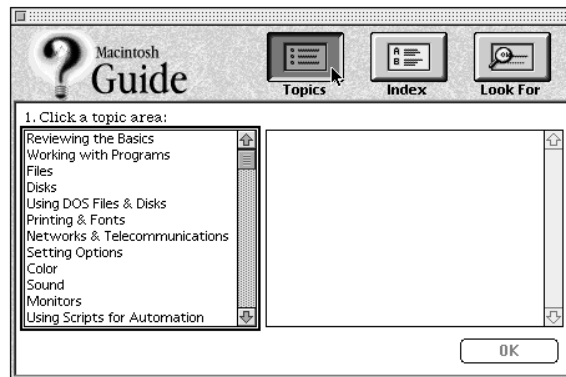 Macintosh
Guide
Topics
A
B
Index
Look For
1. Click a topic area:
Reviewing the Basics
Working with Programs
Files
Disks
Using DOS Files & Disks
Printing & Fonts
Networks & Telecommunications
Setting Options
Color
Sound
Monitors
Using Scripts for Automation
OK